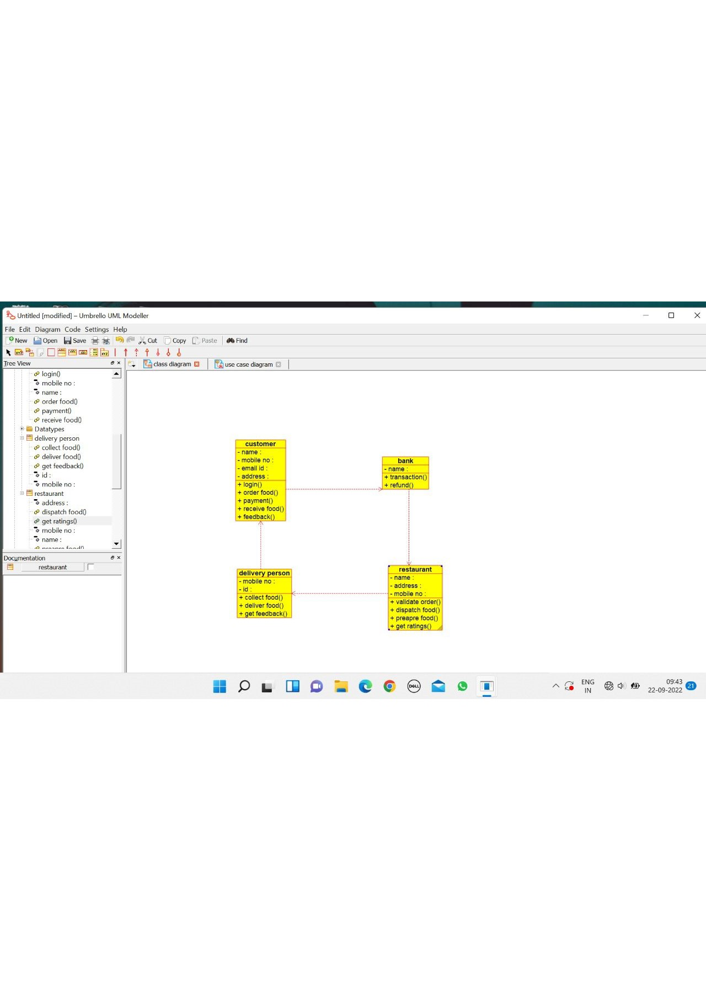 Untitled [modified] – Umbrello UML Modeller
File Edit Diagram Code Settings Help
New Open Save Cut Copy Paste Find
Tree View
class diagram use case diagram
login()
mobile no :
name :
order food()
payment()
receive food()
Datatypes
delivery person
collect food()
deliver food()
get feedback()
id :
mobile no :
restaurant
address :
dispatch food()
get ratings()
mobile no :
name :
preapre food()
Documentation
restaurant
customer
- name :
- mobile no :
- email id :
- address :
+ login()
+ order food()
+ payment()
+ receive food()
+ feedback()
bank
- name :
+ transaction()
+ refund()
delivery person
- mobile no :
- id :
+ collect food()
+ deliver food()
+ get feedback()
restaurant
- name :
- address :
- mobile no :
+ validate order()
+ dispatch food()
+ preapre food()
+ get ratings()
DELL
ENG
IN
09:43
22-09-2022
21